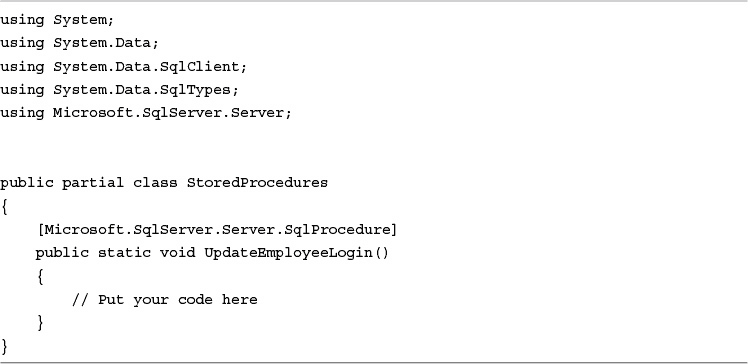 using System;
using System.Data;
using System.Data.SqlClient;
using System.Data.SqlTypes;
using Microsoft.SqlServer.Server;
public partial class StoredProcedures
{
    [Microsoft.SqlServer.Server.SqlProcedure]
    public static void UpdateEmployeeLogin()
    {
        // Put your code here
    }
}